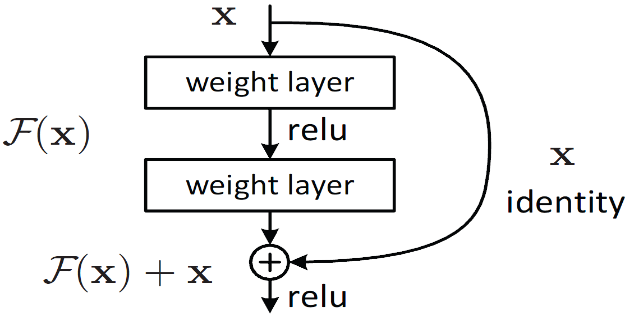 x
weight layer
relu
F(x)
x
weight layer
identity
F(x) + x
relu